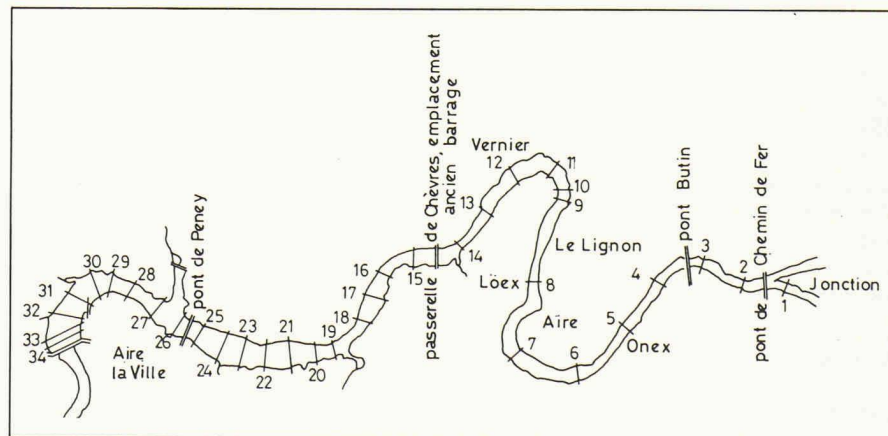 passerelle de Chèvres, emplacement
ancien barrage
Vernier
12
11
10
9
13
14
Le Lignon
pont Butin
pont de Chemin de Fer
3
2
1
Jonction
4
5
Onex
Löex
8
Aïre
7
6
15
16
17
18
19
20
21
22
23
24
25
26
pont de Peney
27
28
29
30
31
32
33
34
Aire
la Ville